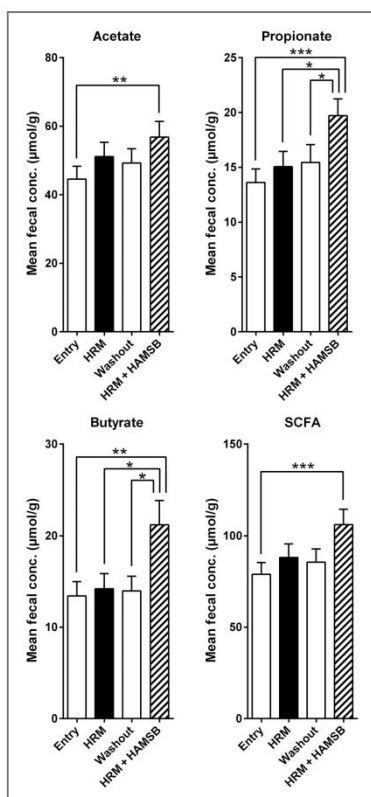 Acetate
Mean fecal conc. (µmol/g)
80
60
40
20
0
**
Entry
HRM
Washout
HRM + HAMSB
Propionate
Mean fecal conc. (µmol/g)
25
20
15
10
5
0
***
*
*
Entry
HRM
Washout
HRM + HAMSB
Butyrate
Mean fecal conc. (µmol/g)
30
20
10
0
**
*
*
Entry
HRM
Washout
HRM + HAMSB
SCFA
Mean fecal conc. (µmol/g)
150
100
50
0
***
Entry
HRM
Washout
HRM + HAMSB